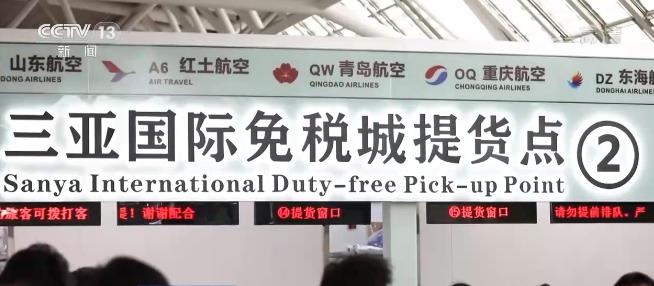 CCTV 13
新闻
山东航空
DONG AIRLINES
A6 红土航空
AIR TRAVEL
QW 青岛航空
QINGDAO AIRLINES
OQ 重庆航空
CHONGQING AIRLINES
DZ 东海航
DONGHAI AIRLINES
三亚国际免税城提货点 ②
Sanya International Duty-free Pick-up Point
旅客可拨打客
是！谢谢配合
⑭提货窗口
⑮提货窗口
请勿提前排队。严